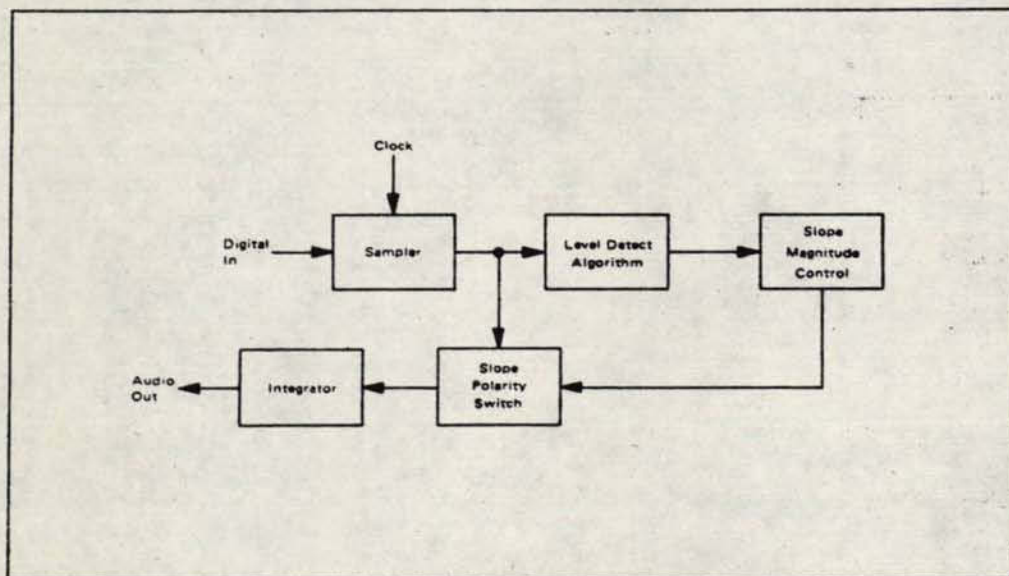 Clock
Digital
In
Sampler
Level Detect
Algorithm
Slope
Magnitude
Control
Audio
Out
Integrator
Slope
Polarity
Switch